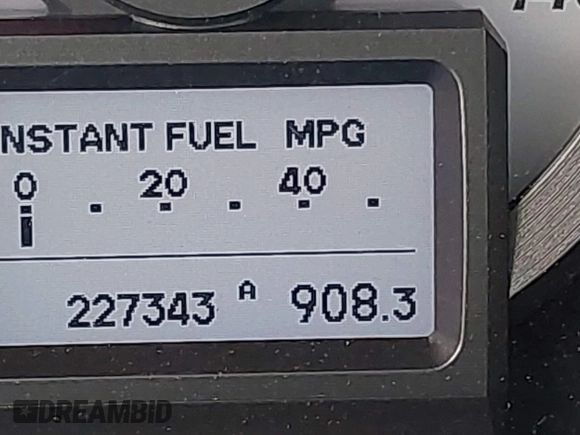 NSTANT FUEL MPG
0 20 40
227343 A 908.3
DREAMBID